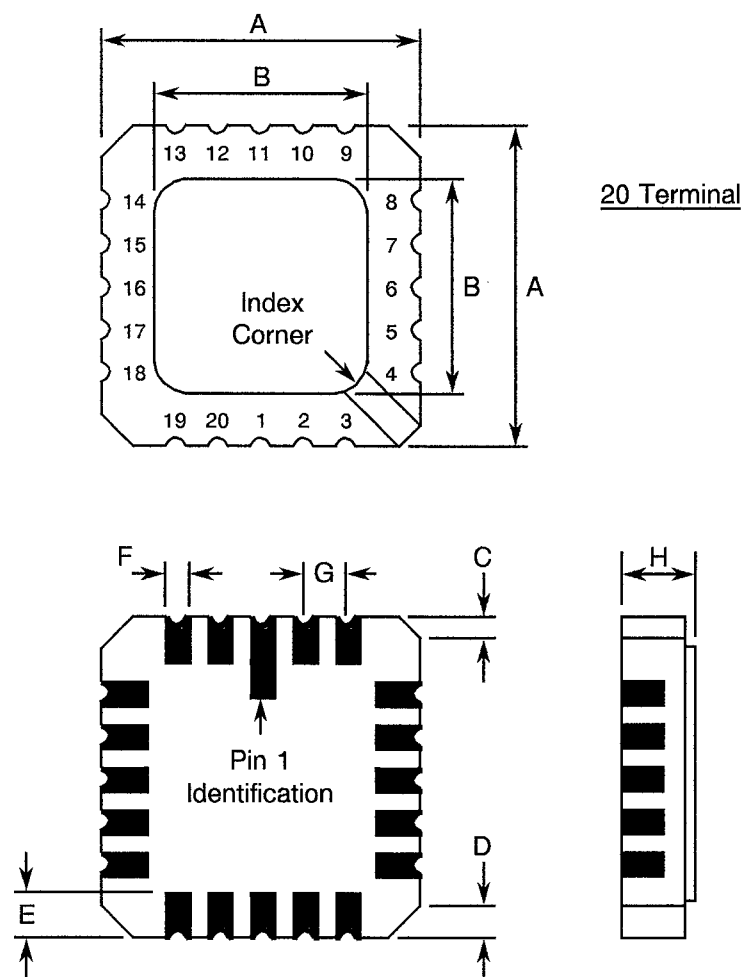 A
B
13 12 11 10 9
20 Terminal
14 8
15 7
16 6
17 5
18 4
B A
Index
Corner
19 20 1 2 3
F G C H
Pin 1
Identification
D
E